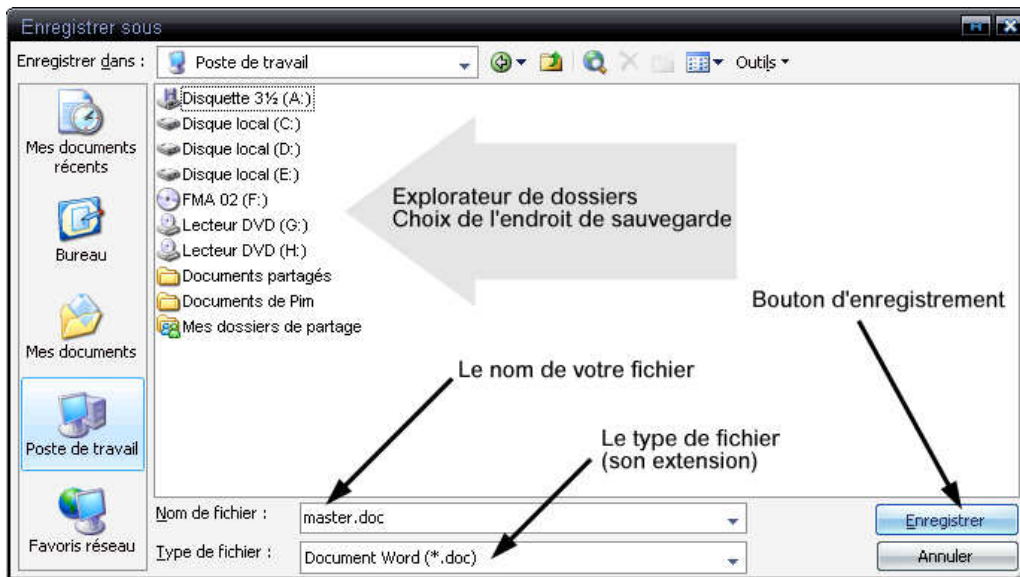 Enregistrer sous
Enregistrer dans :
Poste de travail
Outils
Mes documents
récents
Bureau
Mes documents
Poste de travail
Favoris réseau
Disquette 3½ (A:)
Disque local (C:)
Disque local (D:)
Disque local (E:)
FMA 02 (F:)
Lecteur DVD (G:)
Lecteur DVD (H:)
Documents partagés
Documents de Pim
Mes dossiers de partage
Explorateur de dossiers
Choix de l'endroit de sauvegarde
Bouton d'enregistrement
Le nom de votre fichier
Le type de fichier
(son extension)
Nom de fichier :
master.doc
Enregistrer
Type de fichier :
Document Word (*.doc)
Annuler